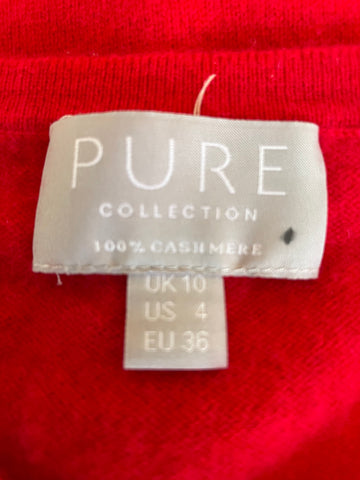 PURE
COLLECTION
100% CASHMERE
UK 10
US 4
EU 36